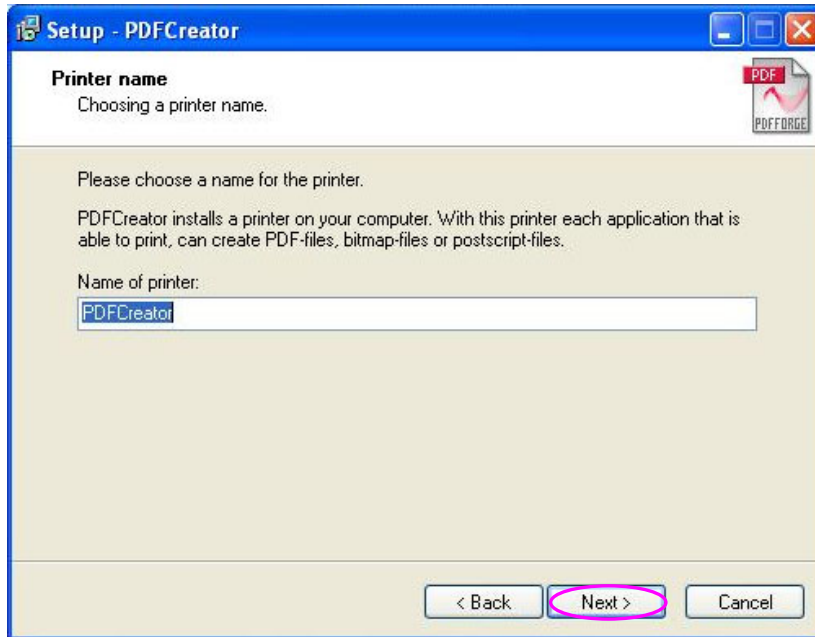 Setup - PDFCreator
Printer name
Choosing a printer name.
PDF
PDFFORGE
Please choose a name for the printer.
PDFCreator installs a printer on your computer. With this printer each application that is
able to print, can create PDF-files, bitmap-files or postscript-files.
Name of printer:
PDFCreator
< Back
Next >
Cancel